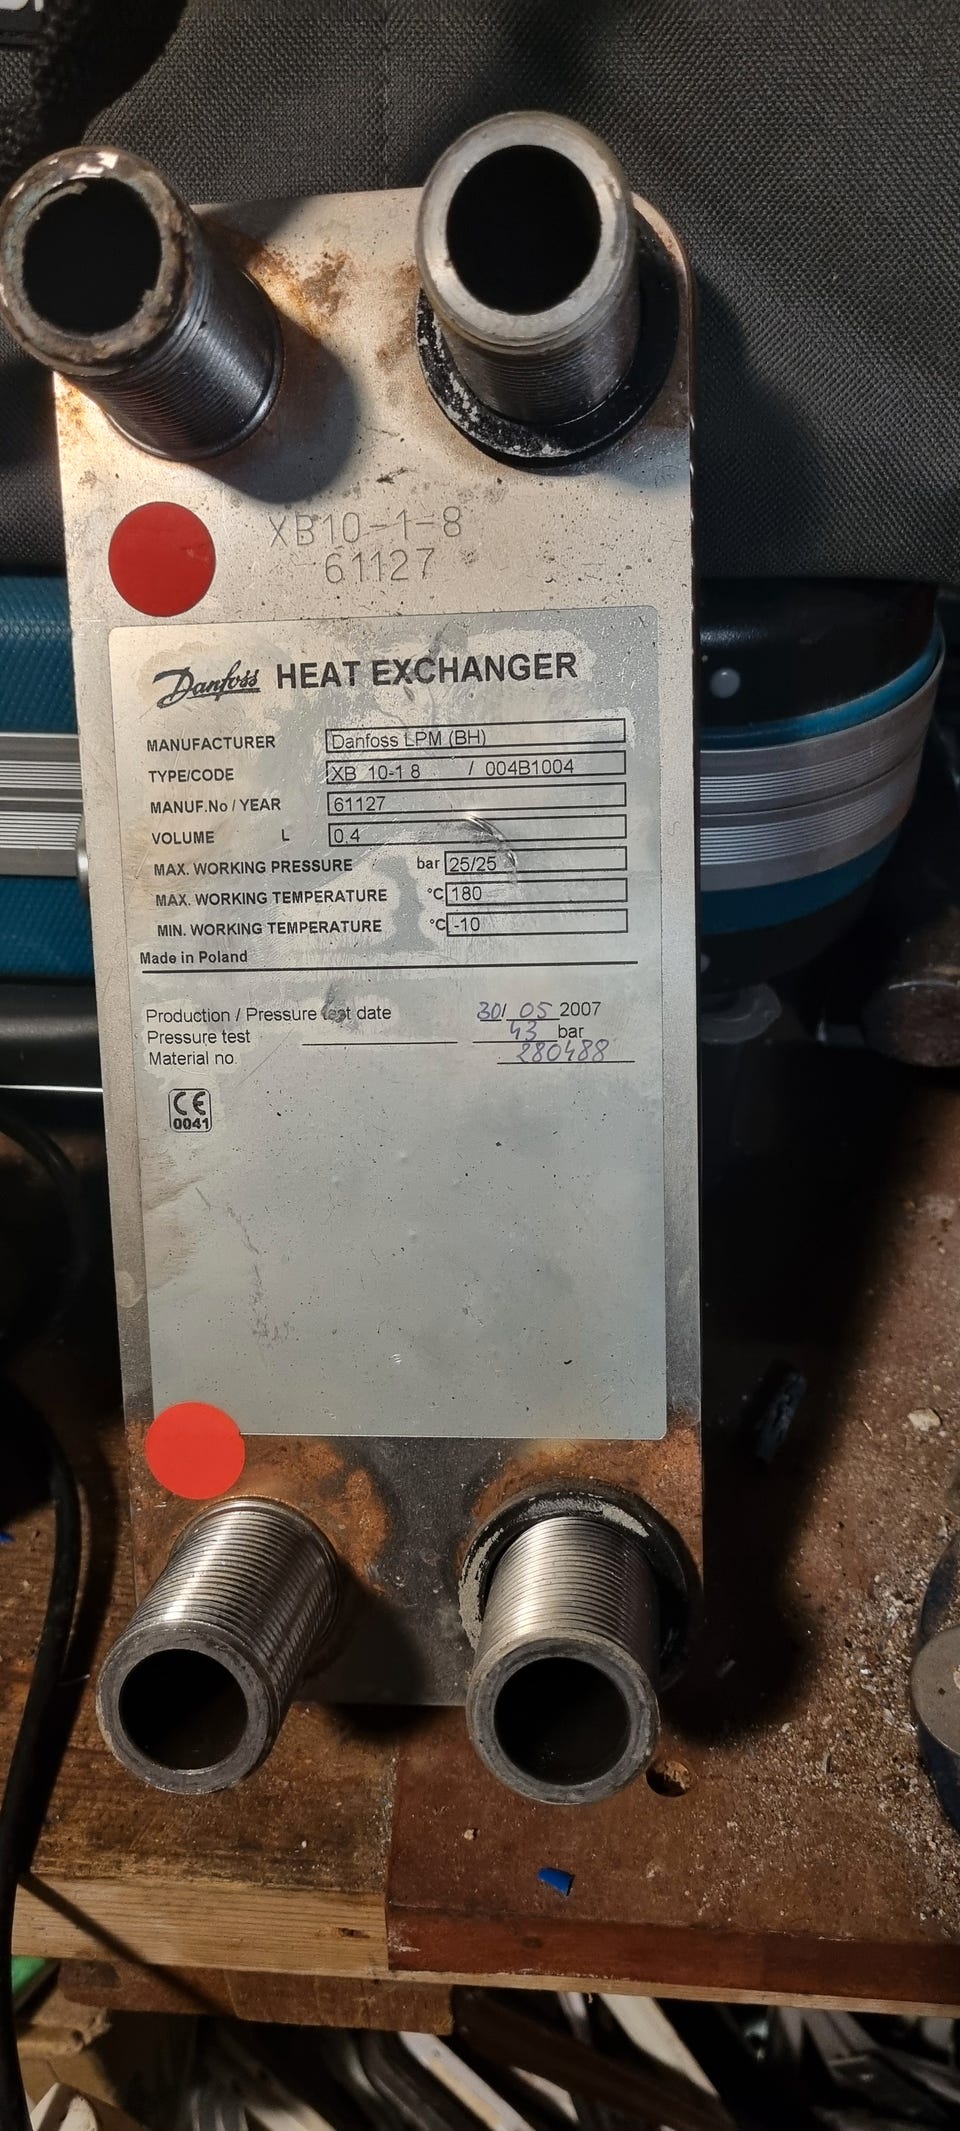 XB10-1-8
61127
Danfoss HEAT EXCHANGER
MANUFACTURER Danfoss LPM (BH)
TYPE/CODE XB 10-1 8 / 004B1004
MANUF.No / YEAR 61127
VOLUME L 0,4
MAX. WORKING PRESSURE bar 25/25
MAX. WORKING TEMPERATURE °C 180
MIN. WORKING TEMPERATURE °C -10
Made in Poland
Production / Pressure test date 30/ 05 2007
Pressure test 43 bar
Material no 280488
CE
0041